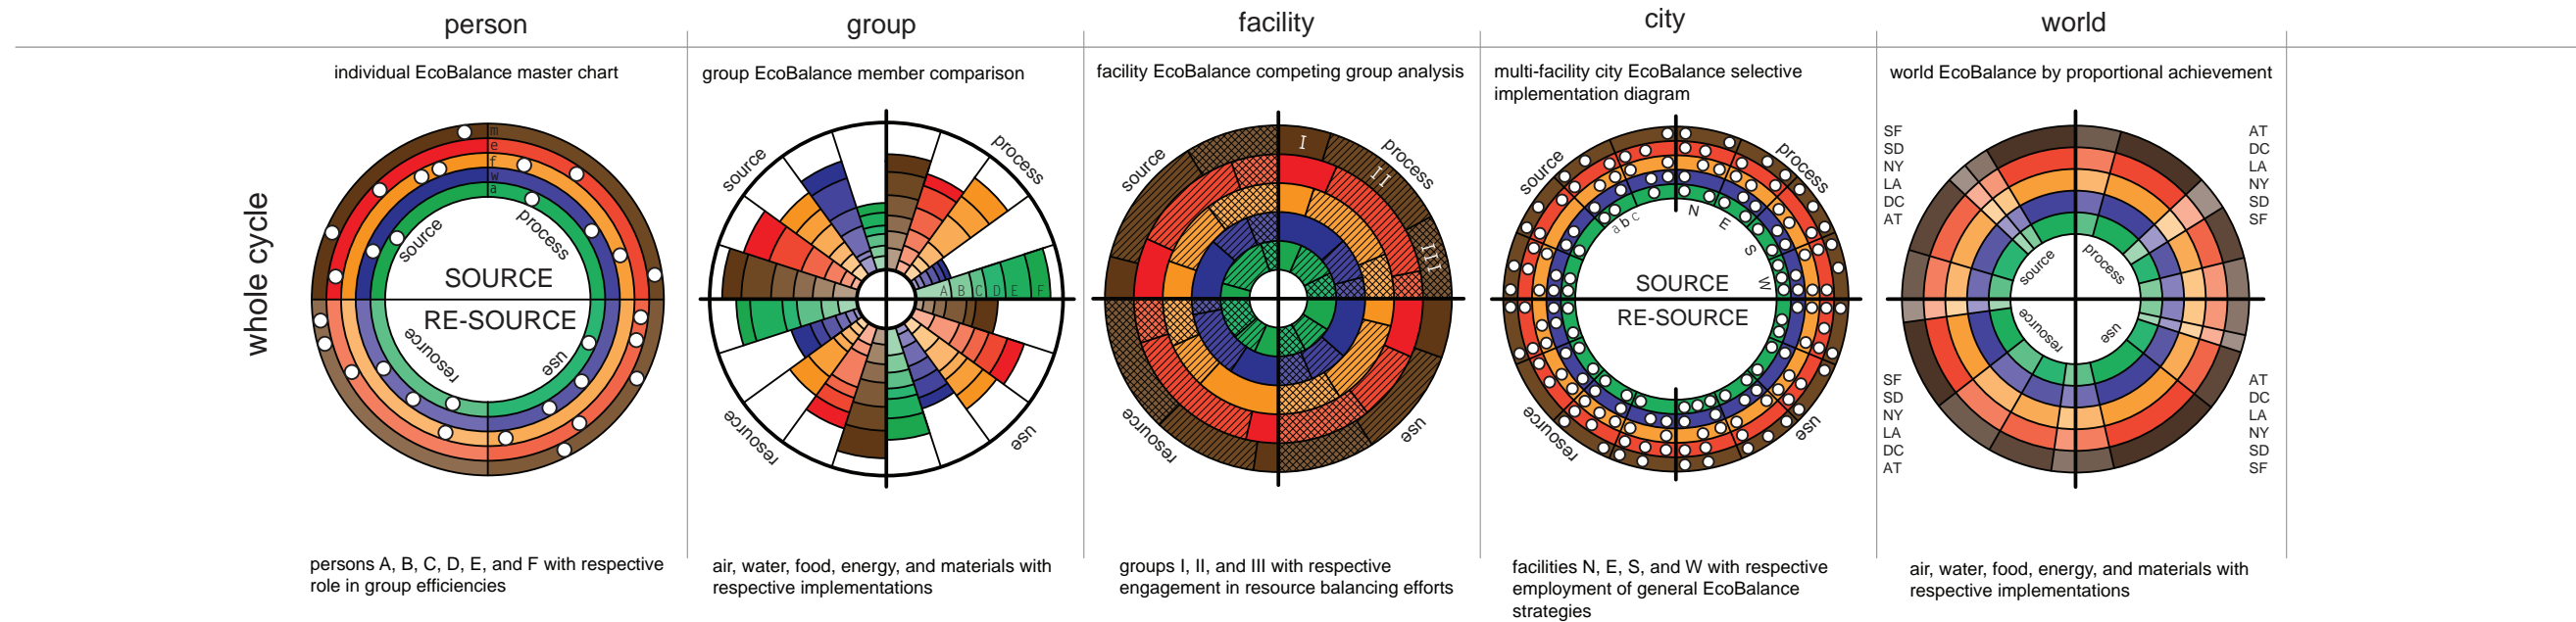 person
group
facility
city
world
individual EcoBalance master chart
group EcoBalance member comparison
facility EcoBalance competing group analysis
multi-facility city EcoBalance selective
implementation diagram
world EcoBalance by proportional achievement
whole cycle
m
e
f
w
a
source
process
SOURCE
RE-SOURCE
resource
use
source
process
A B C D E F
resource
use
source
process
I
II
III
resource
use
source
process
a b c
N
E
S
W
SOURCE
RE-SOURCE
resource
use
SF
SD
NY
LA
DC
AT
AT
DC
LA
NY
SD
SF
source
process
resource
use
SF
SD
NY
LA
DC
AT
AT
DC
LA
NY
SD
SF
persons A, B, C, D, E, and F with respective
role in group efficiencies
air, water, food, energy, and materials with
respective implementations
groups I, II, and III with respective
engagement in resource balancing efforts
facilities N, E, S, and W with respective
employment of general EcoBalance
strategies
air, water, food, energy, and materials with
respective implementations